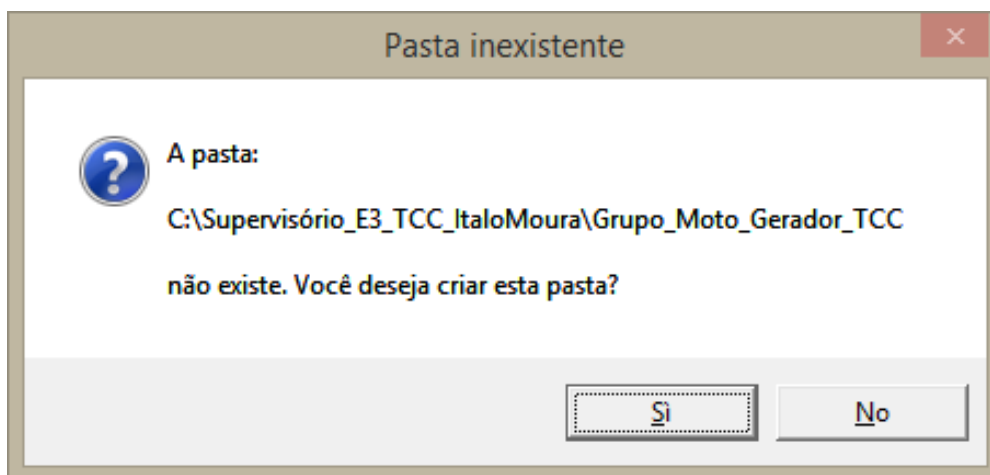 Pasta inexistente
A pasta:
C:\Supervisório_E3_TCC_ItaloMoura\Grupo_Moto_Gerador_TCC
não existe. Você deseja criar esta pasta?
Sì
No